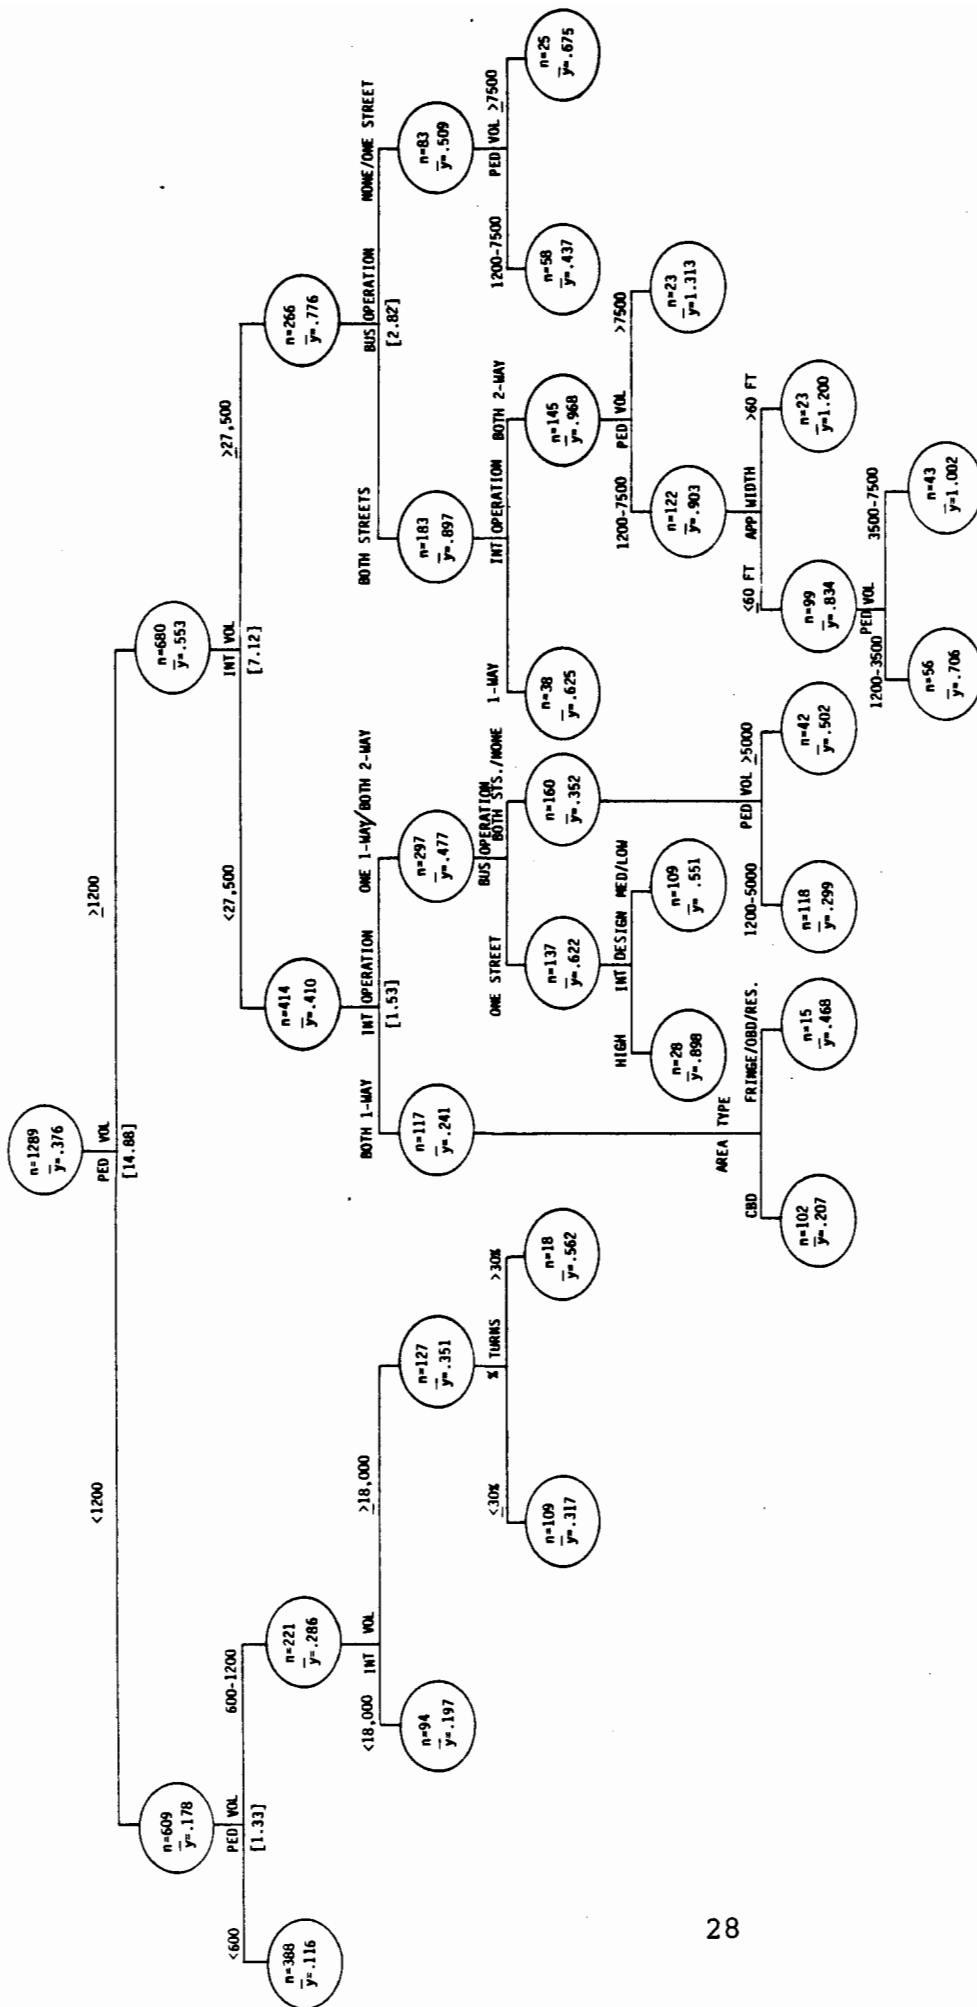 n=1289
y=.376
PED VOL
[14.88]
<1200
≥1200
n=609
y=.178
PED VOL
[1.33]
n=680
y=.553
INT VOL
[7.12]
<600
600-1200
<27,500
≥27,500
n=388
y=.116
n=221
y=.286
INT VOL
n=414
y=.410
INT OPERATION
[1.53]
n=266
y=.776
BUS OPERATION
[2.82]
<18,000
≥18,000
BOTH 1-WAY
ONE 1-WAY/BOTH 2-WAY
BOTH STREETS
NONE/ONE STREET
n=94
y=.197
n=127
y=.351
% TURNS
n=117
y=.241
AREA TYPE
n=297
y=.477
BUS OPERATION
n=183
y=.897
INT OPERATION
n=83
y=.509
PED VOL
≤30%
>30%
ONE STREET
BOTH STS./NONE
1-WAY
BOTH 2-WAY
1200-7500
≥7500
n=109
y=.317
n=18
y=.562
n=137
y=.622
INT DESIGN
n=160
y=.352
PED VOL
n=38
y=.625
n=145
y=.968
PED VOL
n=58
y=.437
n=25
y=.675
HIGH
MED/LOW
1200-7500
>7500
n=28
y=.898
n=109
y=.551
n=122
y=.903
APP WIDTH
n=23
y=1.313
CBD
FRINGE/OBD/RES.
1200-5000
≥5000
≤60 FT
>60 FT
n=102
y=.207
n=15
y=.468
n=118
y=.299
n=42
y=.502
n=99
y=.834
PED VOL
n=23
y=1.200
1200-3500
3500-7500
n=56
y=.706
n=43
y=1.002
28